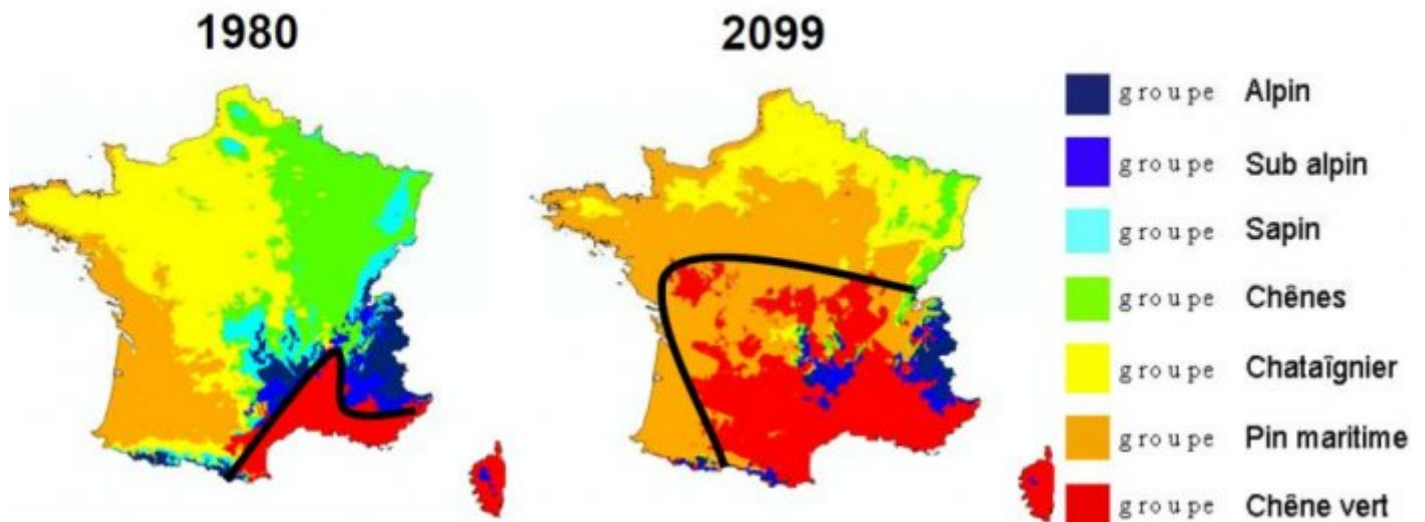 1980
2099
groupe Alpin
groupe Sub alpin
groupe Sapin
groupe Chênes
groupe Chataïgnier
groupe Pin maritime
groupe Chêne vert